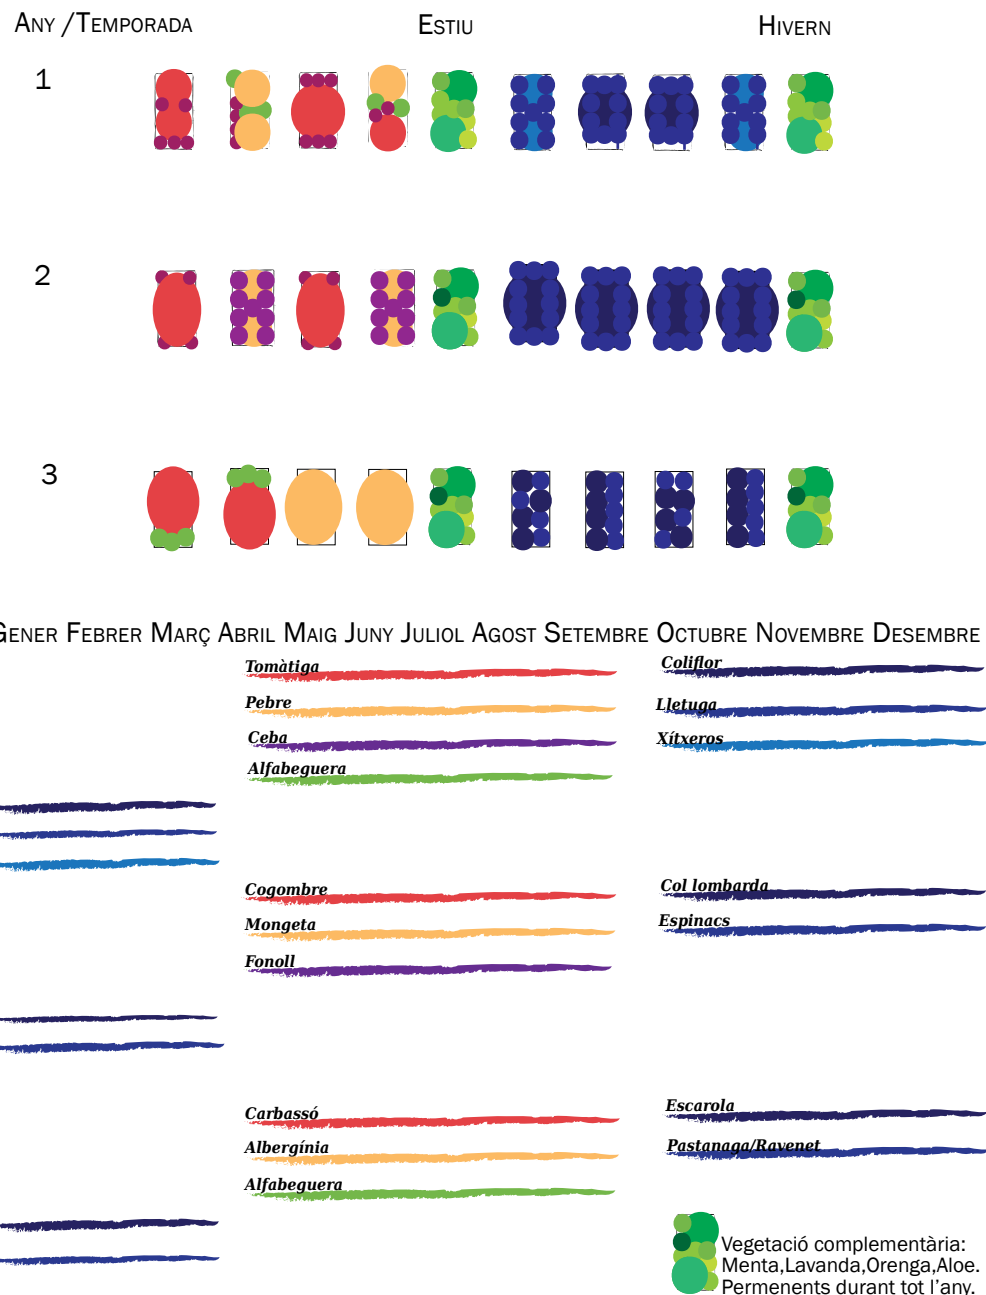 Any /Temporada Estiu Hivern
1
2
3
Gener Febrer Març Abril Maig Juny Juliol Agost Setembre Octubre Novembre Desembre
Tomàtiga Coliflor
Pebre Lletuga
Ceba Xítxeros
Alfabeguera
Cogombre Col lombarda
Mongeta Espinacs
Fonoll
Carbassó Escarola
Albergínia Pastanaga/Ravenet
Alfabeguera
Vegetació complementària:
Menta,Lavanda,Orenga,Aloe.
Permenents durant tot l'any.